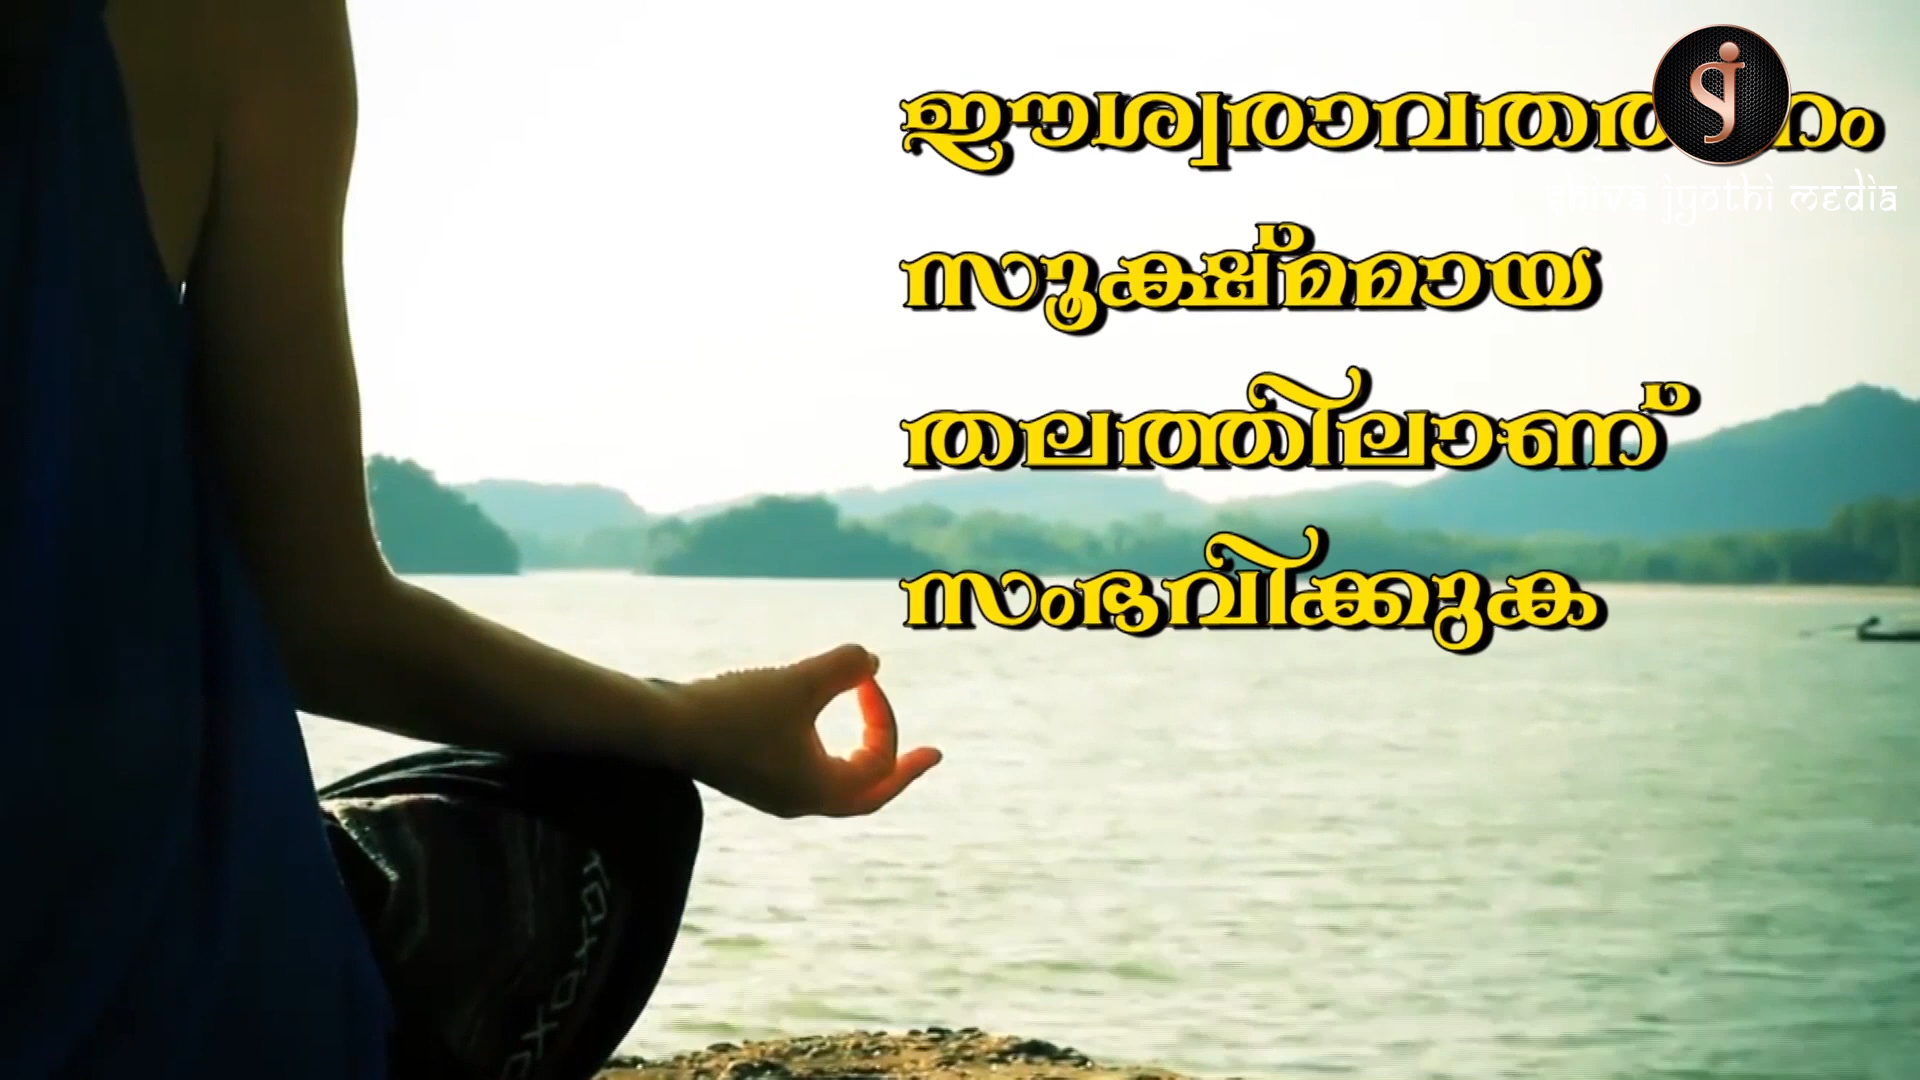 സൂക്ഷ്മമായ
തലത്തിലാണ്
സംഭവിക്കുക
shiva jyothi media